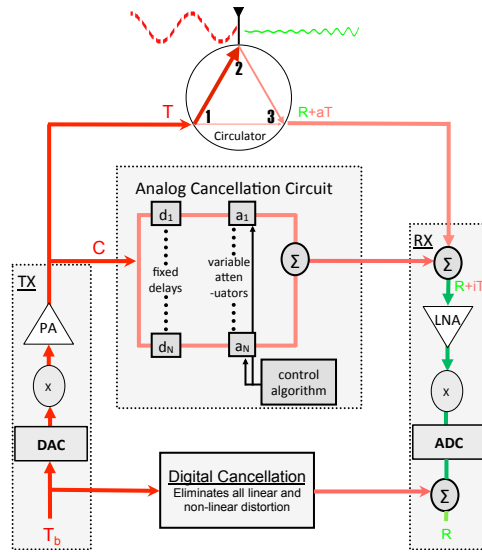 2
T
1
3
Circulator
R+aT
Analog Cancellation Circuit
d1
a1
C
fixed
delays
variable
atten
-uators
Σ
RX
Σ
TX
R+iT
PA
LNA
dN
aN
control
algorithm
x
x
DAC
ADC
Digital Cancellation
Eliminates all linear and
non-linear distortion
Σ
Tb
R